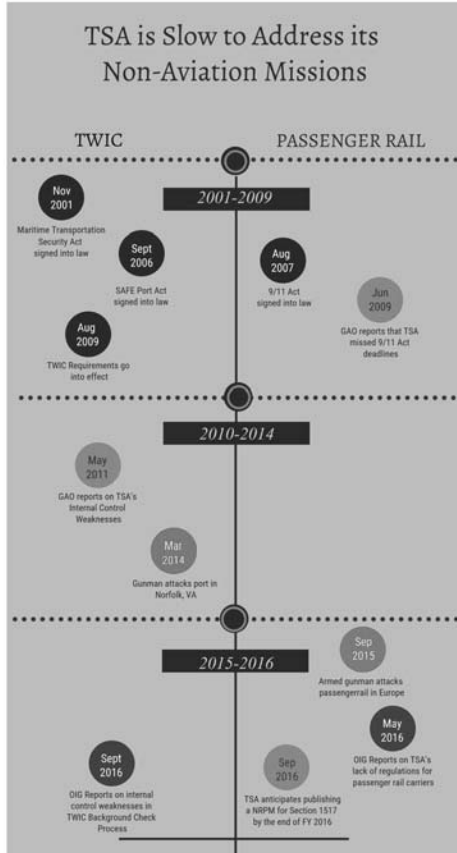 TSA is Slow to Address its
Non-Aviation Missions
TWIC
PASSENGER RAIL
2001-2009
Nov
2001
Maritime Transportation
Security Act
signed into law
Sept
2006
SAFE Port Act
signed into law
Aug
2007
9/11 Act
signed into law
Jun
2009
GAO reports that TSA
missed 9/11 Act
deadlines
Aug
2009
TWIC Requirements go
into effect
2010-2014
May
2011
GAO reports on TSA's
Internal Control
Weaknesses
Mar
2014
Gunman attacks port in
Norfolk, VA
2015-2016
Sep
2015
Armed gunman attacks
passengerrail in Europe
May
2016
OIG Reports on TSA's
lack of regulations for
passenger rail carriers
Sept
2016
OIG Reports on internal
control weaknesses in
TWIC Background Check
Process
Sep
2016
TSA anticipates publishing
a NRPM for Section 1517
by the end of FY 2016